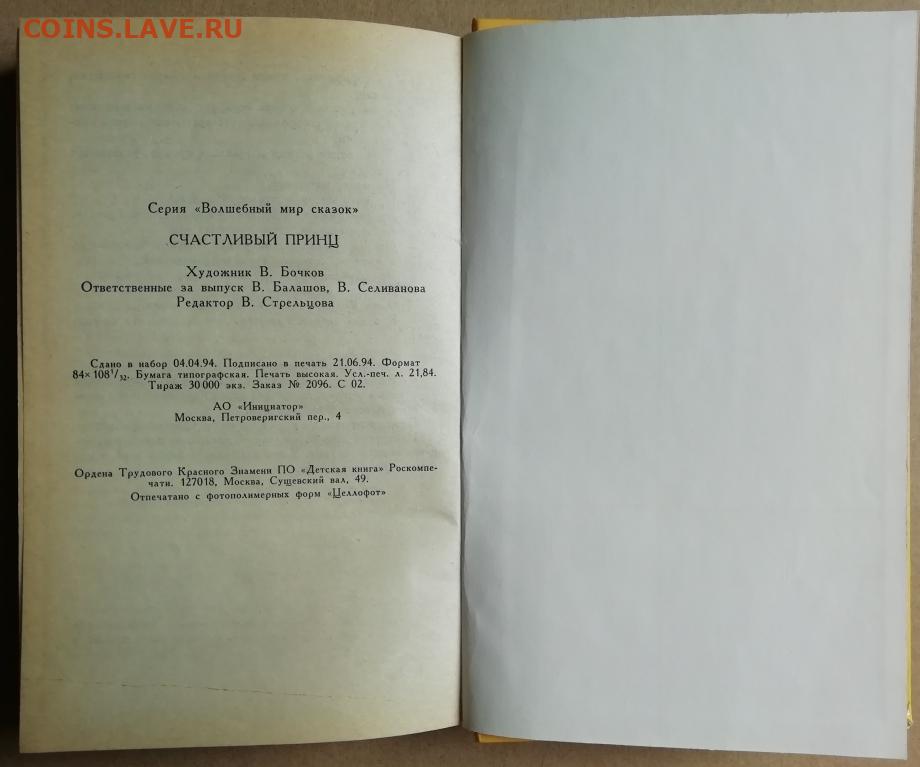 COINS.LAVE.RU
Серия «Волшебный мир сказок»
СЧАСТЛИВЫЙ ПРИНЦ
Художник В. Бочков
Ответственные за выпуск В. Балашов, В. Селиванова
Редактор В. Стрельцова
Сдано в набор 04.04.94. Подписано в печать 21.06.94. Формат
84×108¹/₃₂. Бумага типографская. Печать высокая. Усл.-печ. л. 21,84.
Тираж 30 000 экз. Заказ № 2096. С 02.
АО «Инициатор»
Москва, Петроверигский пер., 4
Ордена Трудового Красного Знамени ПО «Детская книга» Роскомпе-
чати. 127018, Москва, Сущевский вал, 49.
Отпечатано с фотополимерных форм «Целлофот»